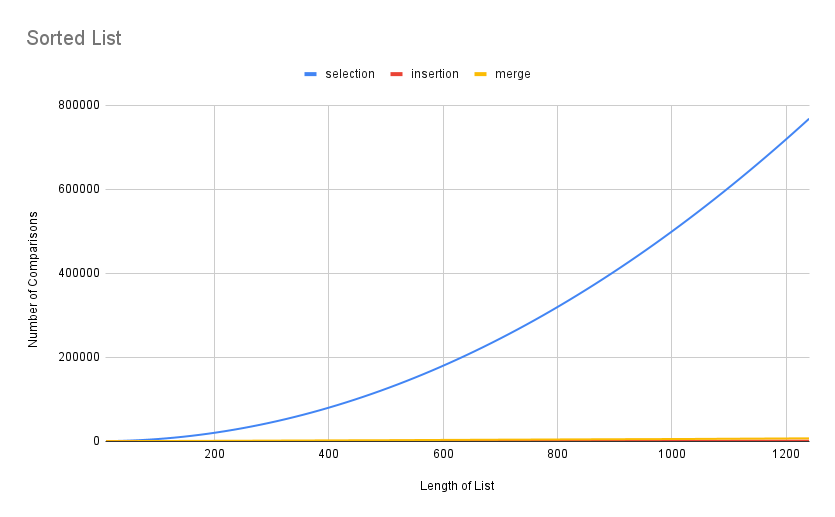 Sorted List
selection insertion merge
800000
600000
400000
200000
0
200 400 600 800 1000 1200
Number of Comparisons
Length of List